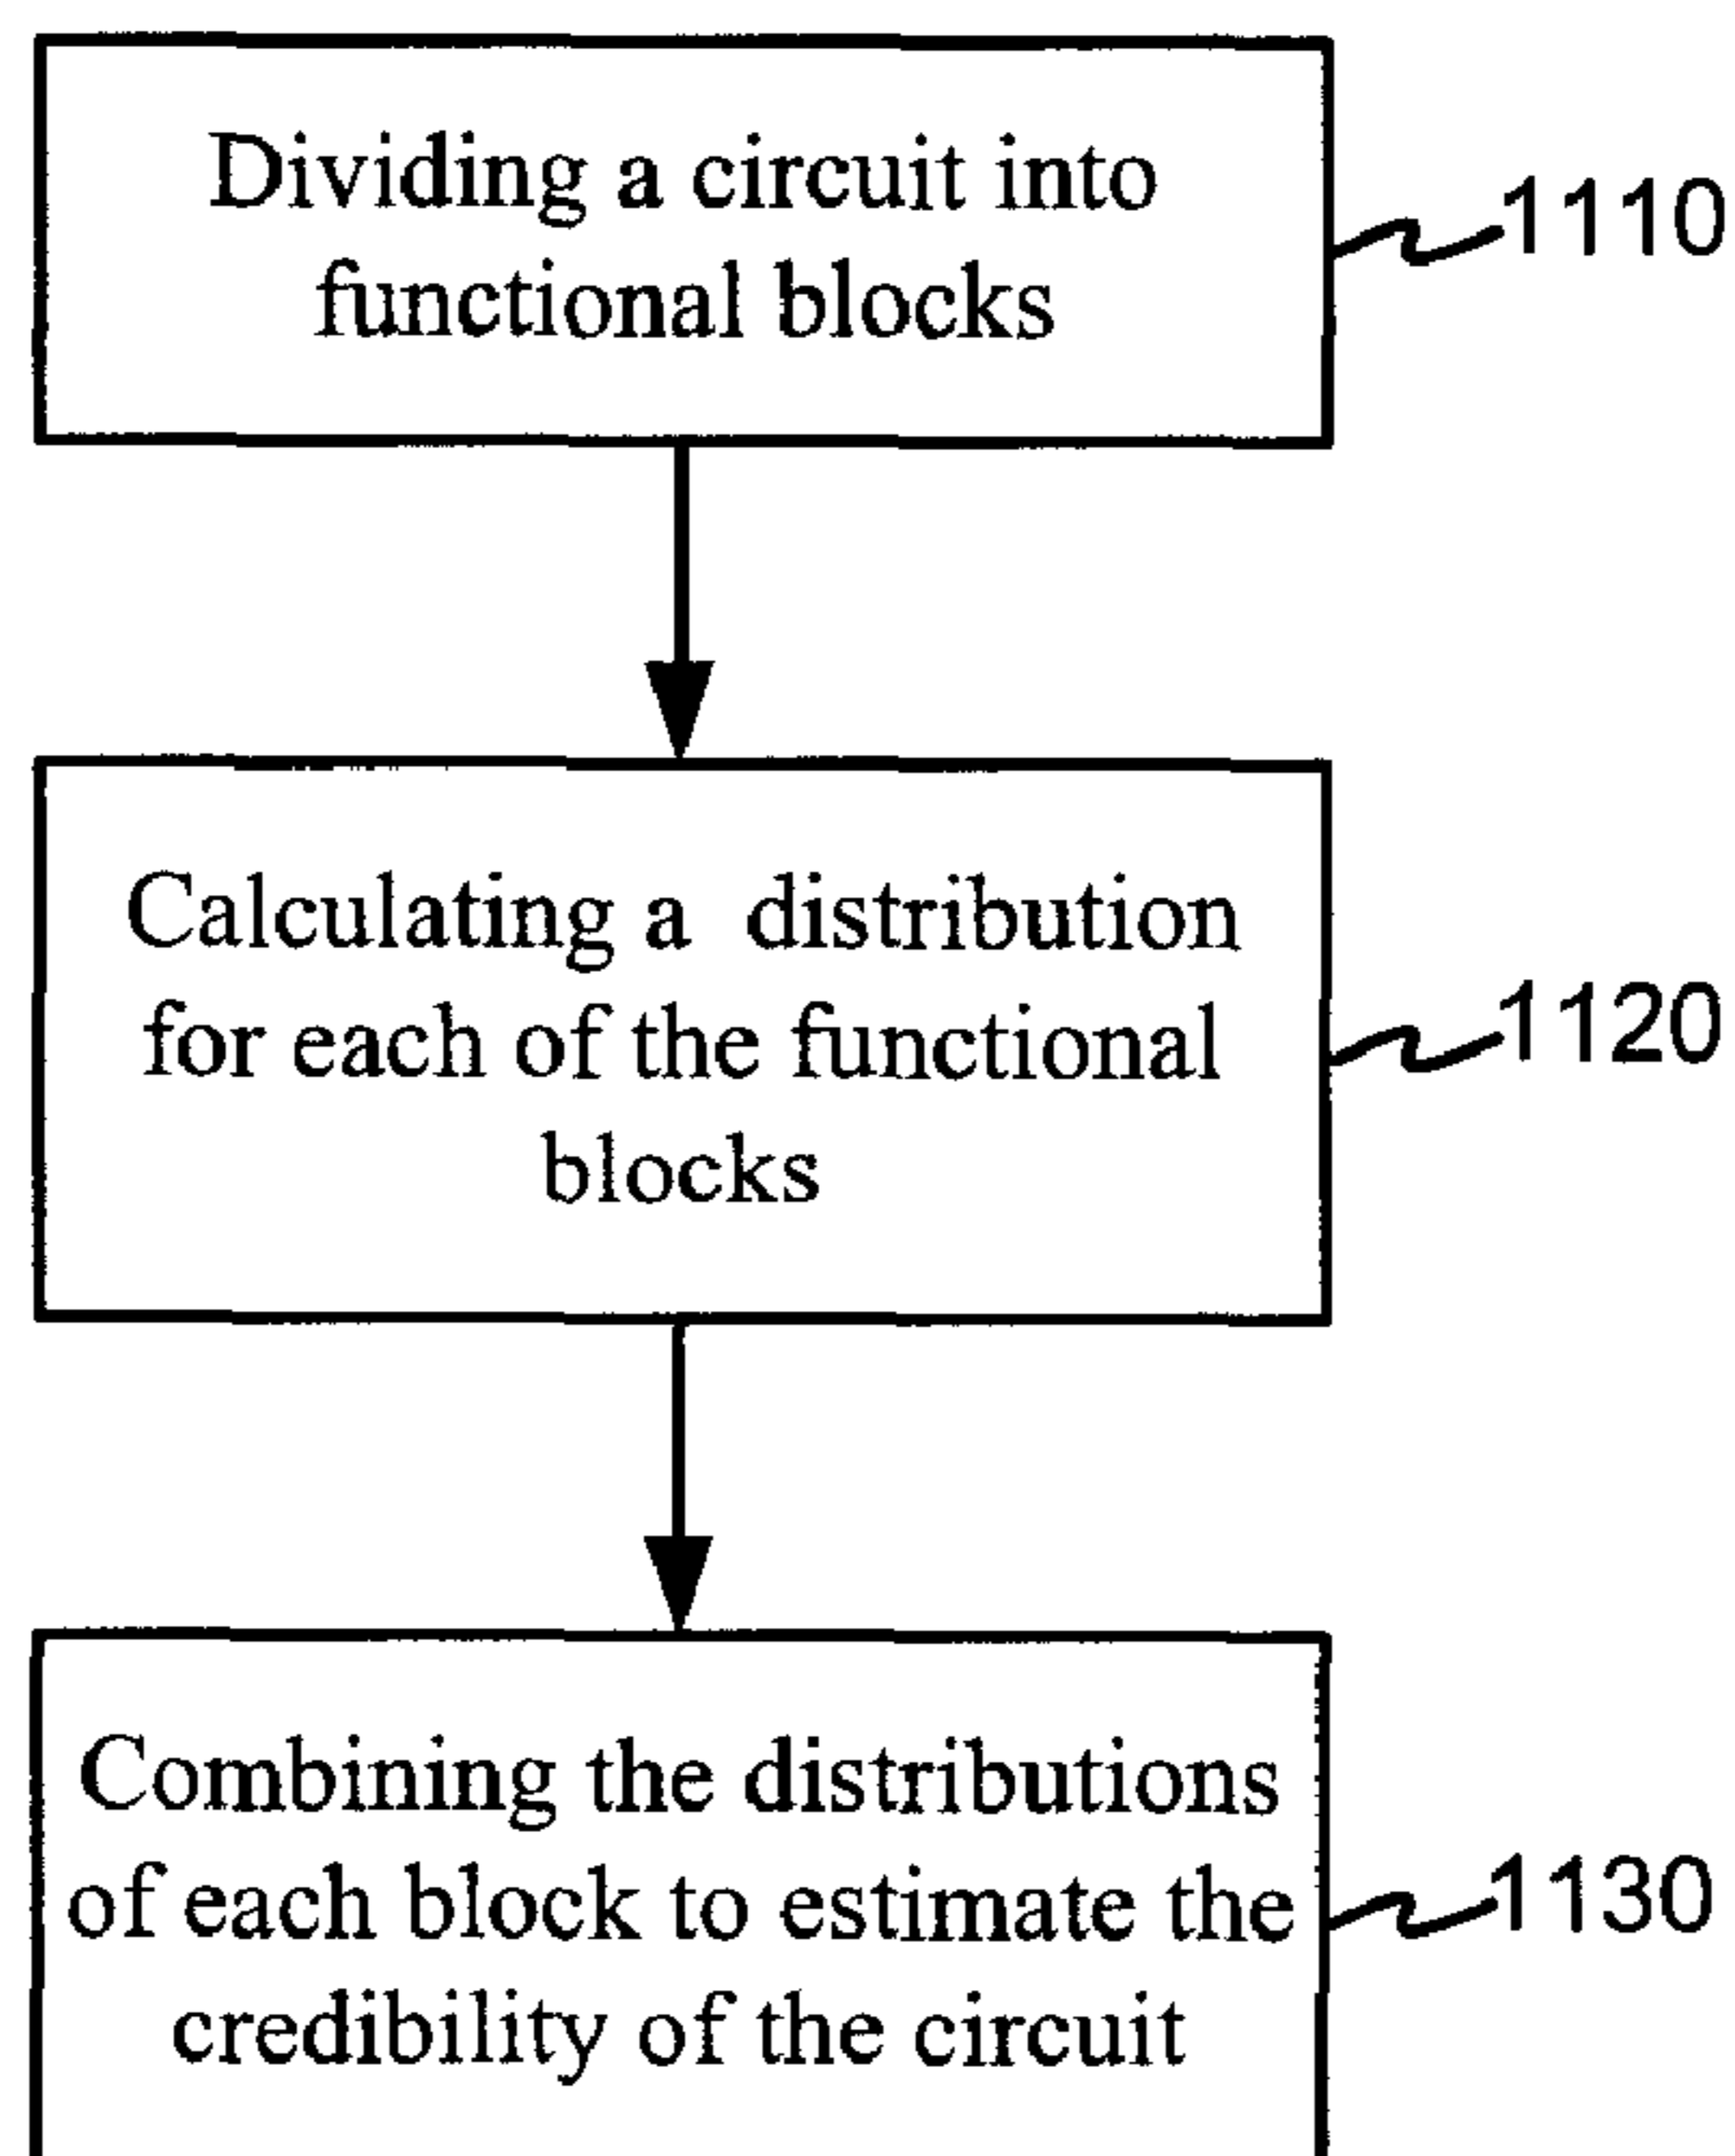 Dividing a circuit into
functional blocks
1110
Calculating a distribution
for each of the functional
blocks
1120
Combining the distributions
of each block to estimate the
credibility of the circuit
1130